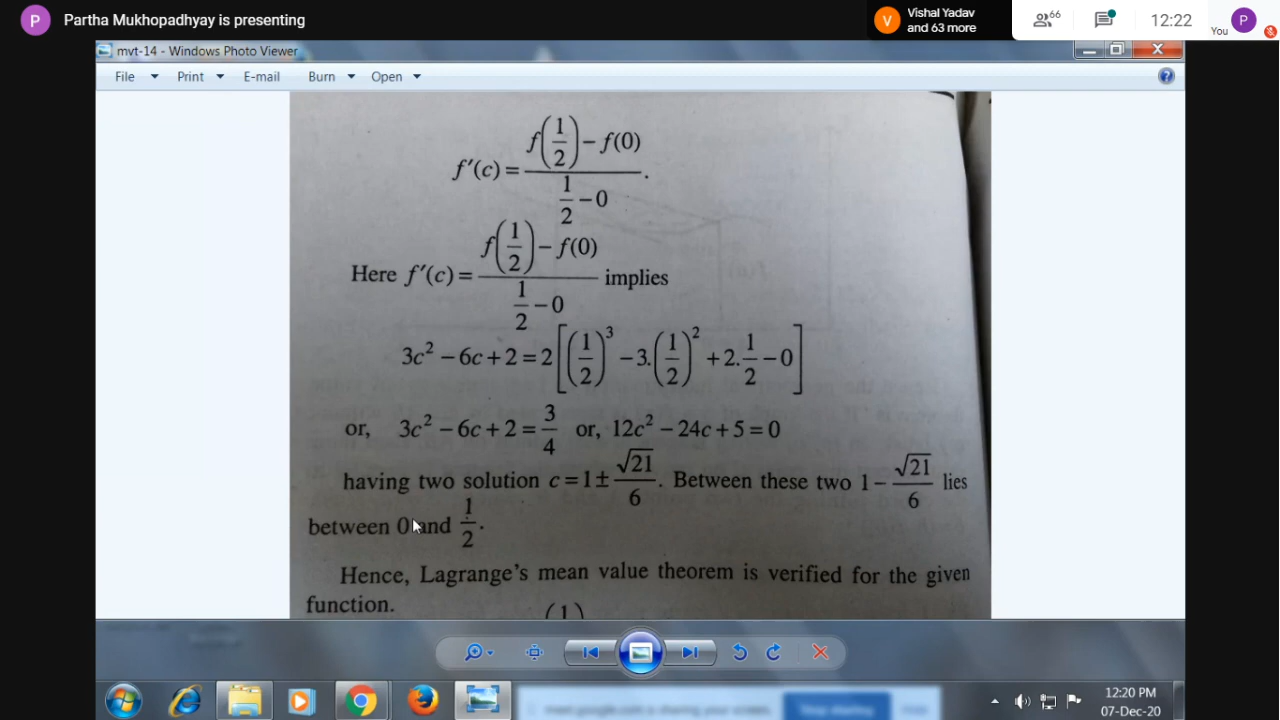 P Partha Mukhopadhyay is presenting
V Vishal Yadav
and 63 more
66
12:22
You P
mvt-14 - Windows Photo Viewer
File Print E-mail Burn Open
f′(c) = (f(1/2) − f(0)) / (1/2 − 0).
Here f′(c) = (f(1/2) − f(0)) / (1/2 − 0) implies
3c² − 6c + 2 = 2[(1/2)³ − 3.(1/2)² + 2.1/2 − 0]
or, 3c² − 6c + 2 = 3/4 or, 12c² − 24c + 5 = 0
having two solution c = 1 ± √21/6. Between these two 1 − √21/6 lies
between 0 and 1/2.
Hence, Lagrange's mean value theorem is verified for the given
function.
12:20 PM
07-Dec-20